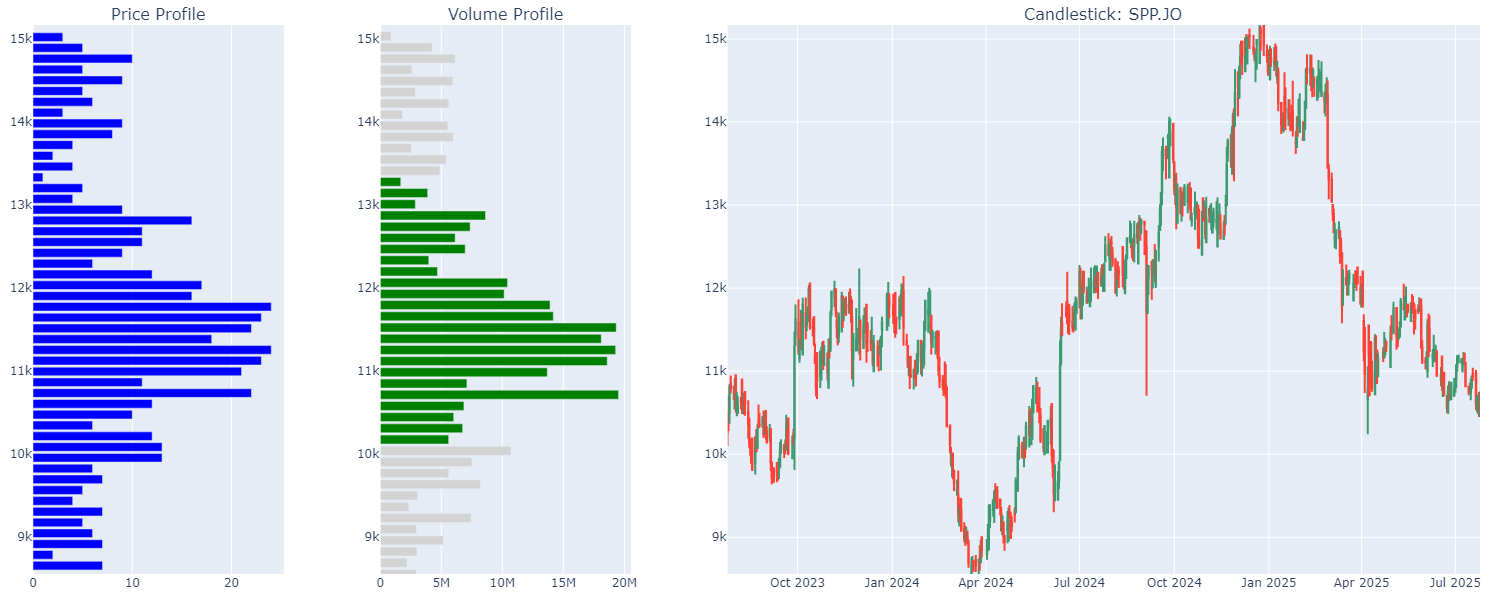 Price Profile
15k
14k
13k
12k
11k
10k
9k
0
10
20
Volume Profile
15k
14k
13k
12k
11k
10k
9k
0
5M
10M
15M
20M
Candlestick: SPP.JO
15k
14k
13k
12k
11k
10k
9k
Oct 2023
Jan 2024
Apr 2024
Jul 2024
Oct 2024
Jan 2025
Apr 2025
Jul 2025